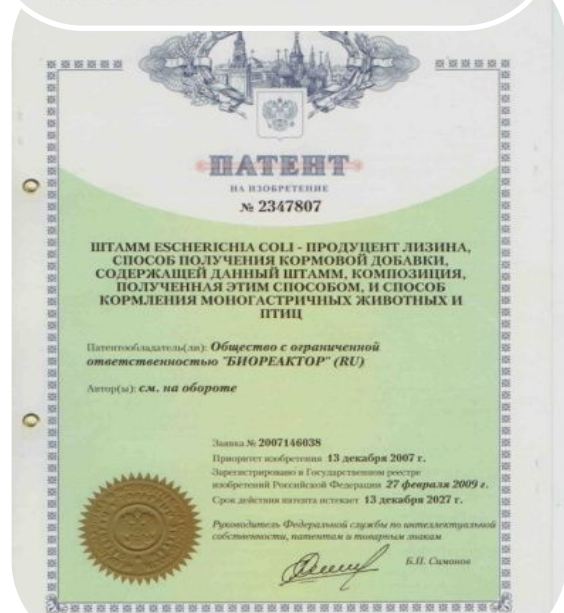 ПАТЕНТ
НА ИЗОБРЕТЕНИЕ
№ 2347807
ШТАММ ESCHERICHIA COLI - ПРОДУЦЕНТ ЛИЗИНА,
СПОСОБ ПОЛУЧЕНИЯ КОРМОВОЙ ДОБАВКИ,
СОДЕРЖАЩЕЙ ДАННЫЙ ШТАММ, КОМПОЗИЦИЯ,
ПОЛУЧЕННАЯ ЭТИМ СПОСОБОМ, И СПОСОБ
КОРМЛЕНИЯ МОНОГАСТРИЧНЫХ ЖИВОТНЫХ И
ПТИЦ
Патентообладатель(ли): Общество с ограниченной
ответственностью "БИОРЕАКТОР" (RU)
Автор(ы): см. на обороте
Заявка № 2007146038
Приоритет изобретения 13 декабря 2007 г.
Зарегистрировано в Государственном реестре
изобретений Российской Федерации 27 февраля 2009 г.
Срок действия патента истекает 13 декабря 2027 г.
Руководитель Федеральной службы по интеллектуальной
собственности, патентам и товарным знакам
Б.П. Симонов